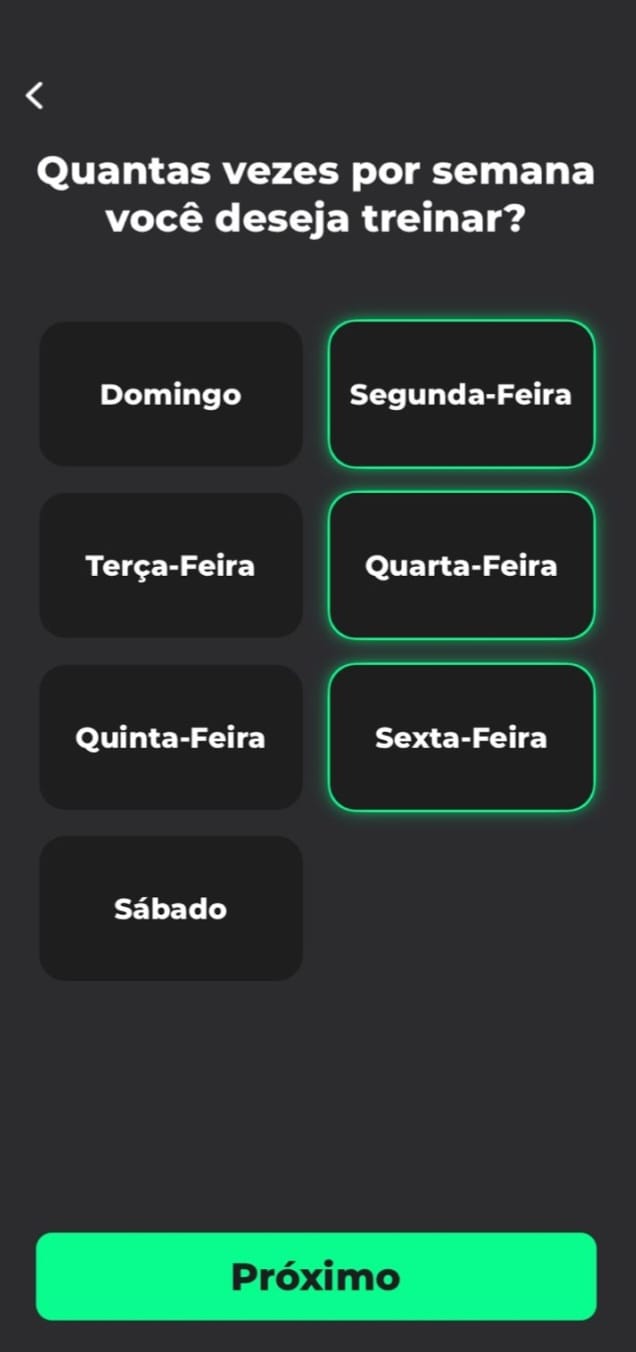 Quantas vezes por semana
você deseja treinar?
Domingo
Segunda-Feira
Terça-Feira
Quarta-Feira
Quinta-Feira
Sexta-Feira
Sábado
Próximo